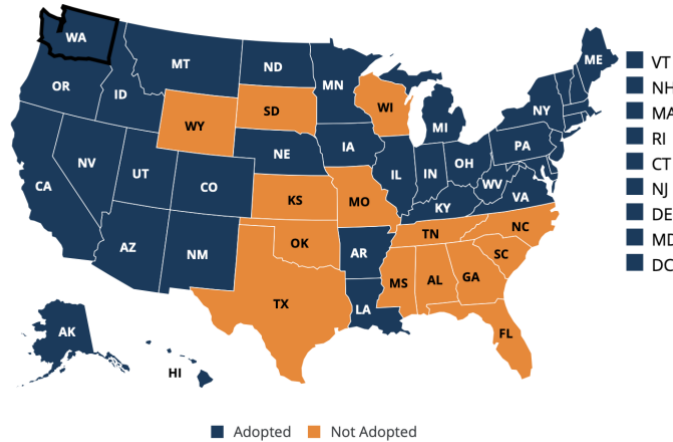 WA
MT
ND
MN
ME
VT
OR
ID
WY
SD
WI
MI
NY
NH
MA
RI
CT
NJ
DE
MD
DC
NV
UT
CO
NE
IA
IL
IN
OH
PA
WV
VA
KY
CA
AZ
NM
KS
MO
OK
AR
TN
NC
SC
TX
LA
MS
AL
GA
FL
AK
HI
Adopted Not Adopted